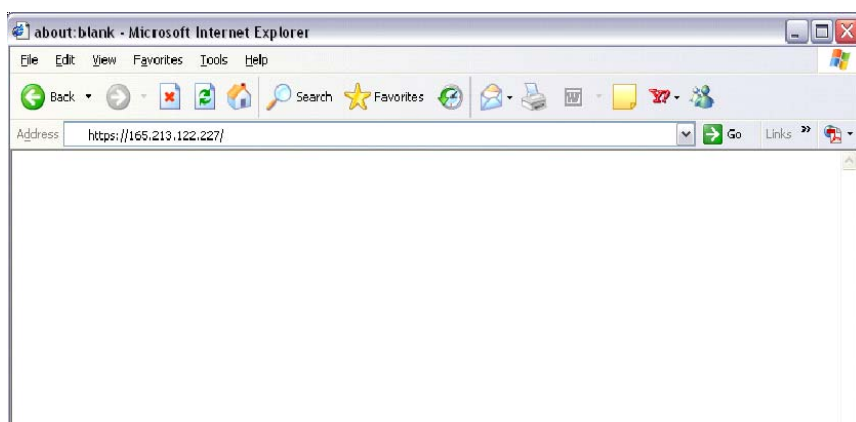 about:blank - Microsoft Internet Explorer
File Edit View Favorites Tools Help
Back Search Favorites W Y?
Address https://165.213.122.227/ Go Links »